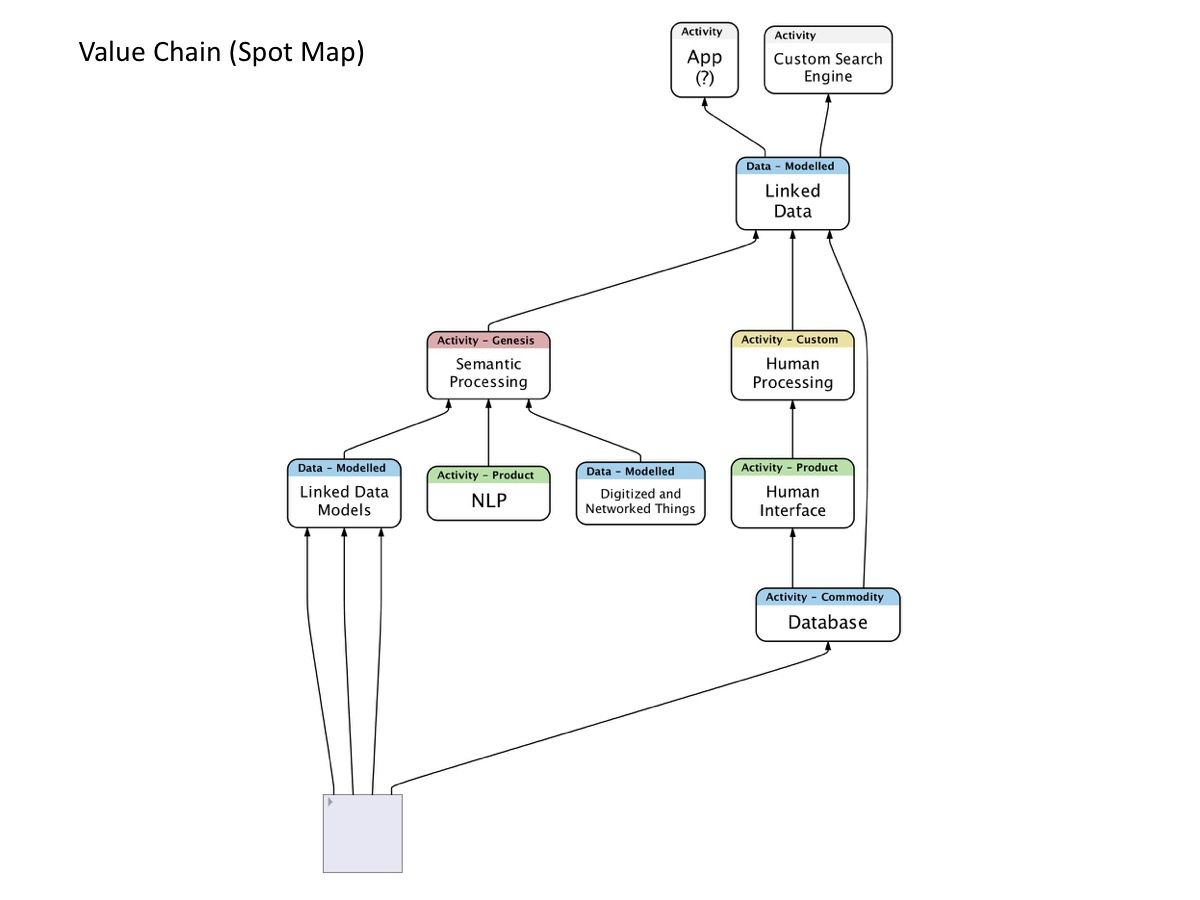 Value Chain (Spot Map)
Activity
App
(?)
Activity
Custom Search
Engine
Data – Modelled
Linked
Data
Activity – Genesis
Semantic
Processing
Activity – Custom
Human
Processing
Data – Modelled
Linked Data
Models
Activity – Product
NLP
Data – Modelled
Digitized and
Networked Things
Activity – Product
Human
Interface
Activity – Commodity
Database